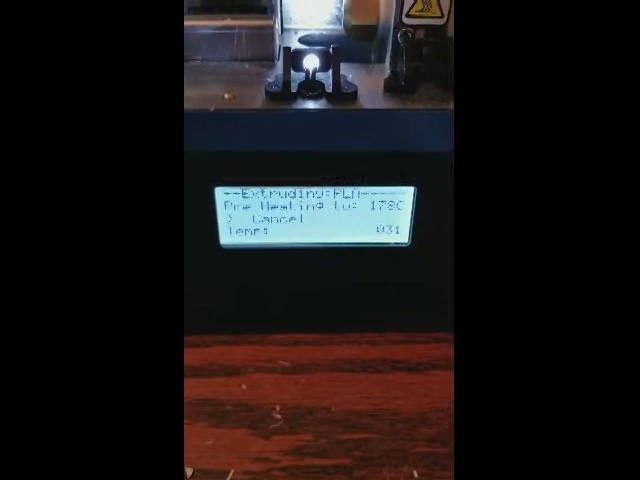 --Extruding:PLA-----
Pre Heating to: 178C
> Cancel
Temp: 031